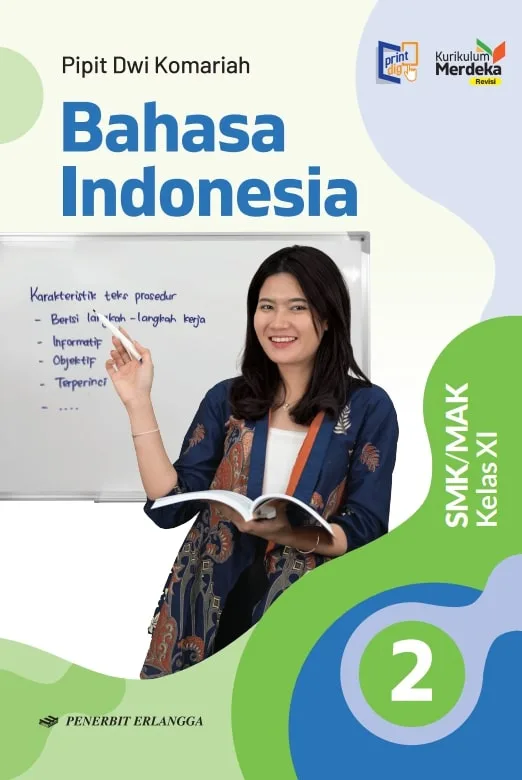 Pipit Dwi Komariah
print
digi
Kurikulum
Merdeka
Revisi
Bahasa
Indonesia
Karakteristik teks prosedur
- Berisi langkah-langkah kerja
- Informatif
- Objektif
- Terperinci
- ....
SMK/MAK
Kelas XI
2
PENERBIT ERLANGGA